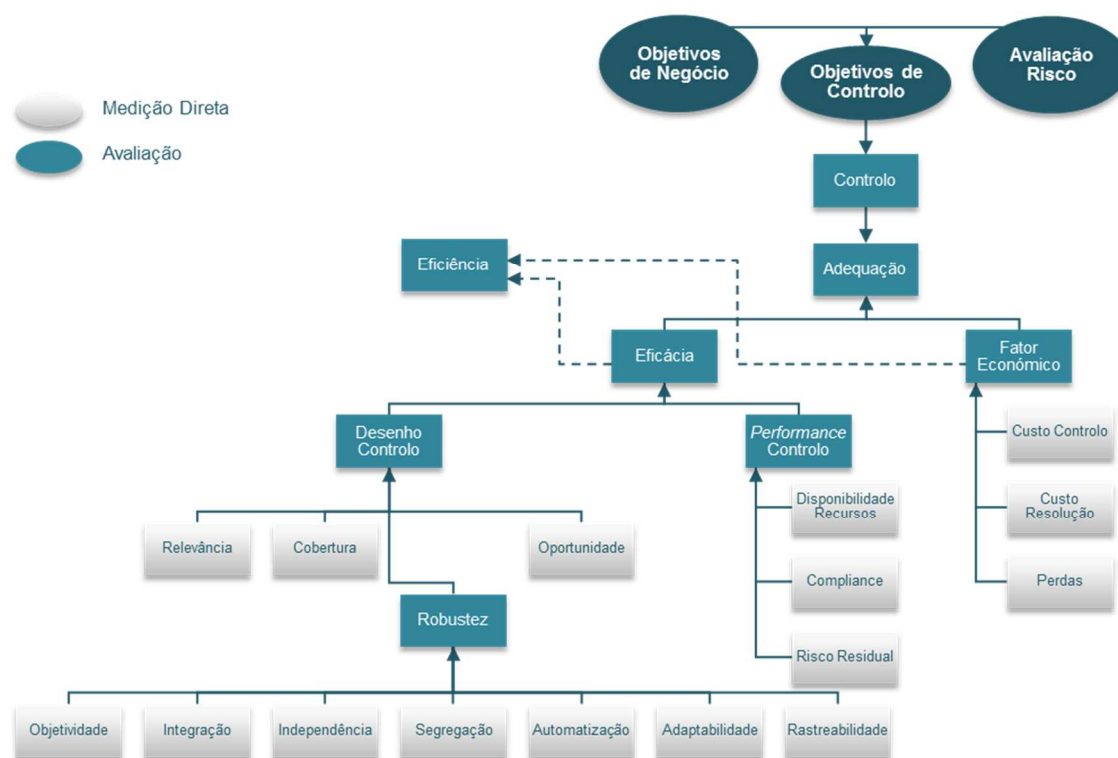 Objetivos
de Negócio
Objetivos de
Controlo
Avaliação
Risco
Medição Direta
Avaliação
Controlo
Eficiência
Adequação
Eficácia
Fator
Económico
Desenho
Controlo
Performance
Controlo
Custo Controlo
Disponibilidade
Recursos
Custo
Resolução
Relevância
Cobertura
Oportunidade
Compliance
Perdas
Robustez
Risco Residual
Objetividade
Integração
Independência
Segregação
Automatização
Adaptabilidade
Rastreabilidade